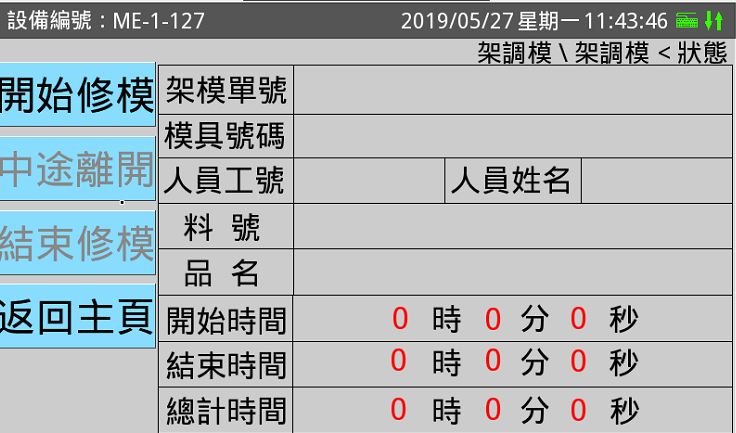 設備編號：ME-1-127 2019/05/27 星期一 11:43:46
架調模 \ 架調模 < 狀態
開始修模
中途離開
結束修模
返回主頁
架模單號
模具號碼
人員工號 人員姓名
料 號
品 名
開始時間 0 時 0 分 0 秒
結束時間 0 時 0 分 0 秒
總計時間 0 時 0 分 0 秒